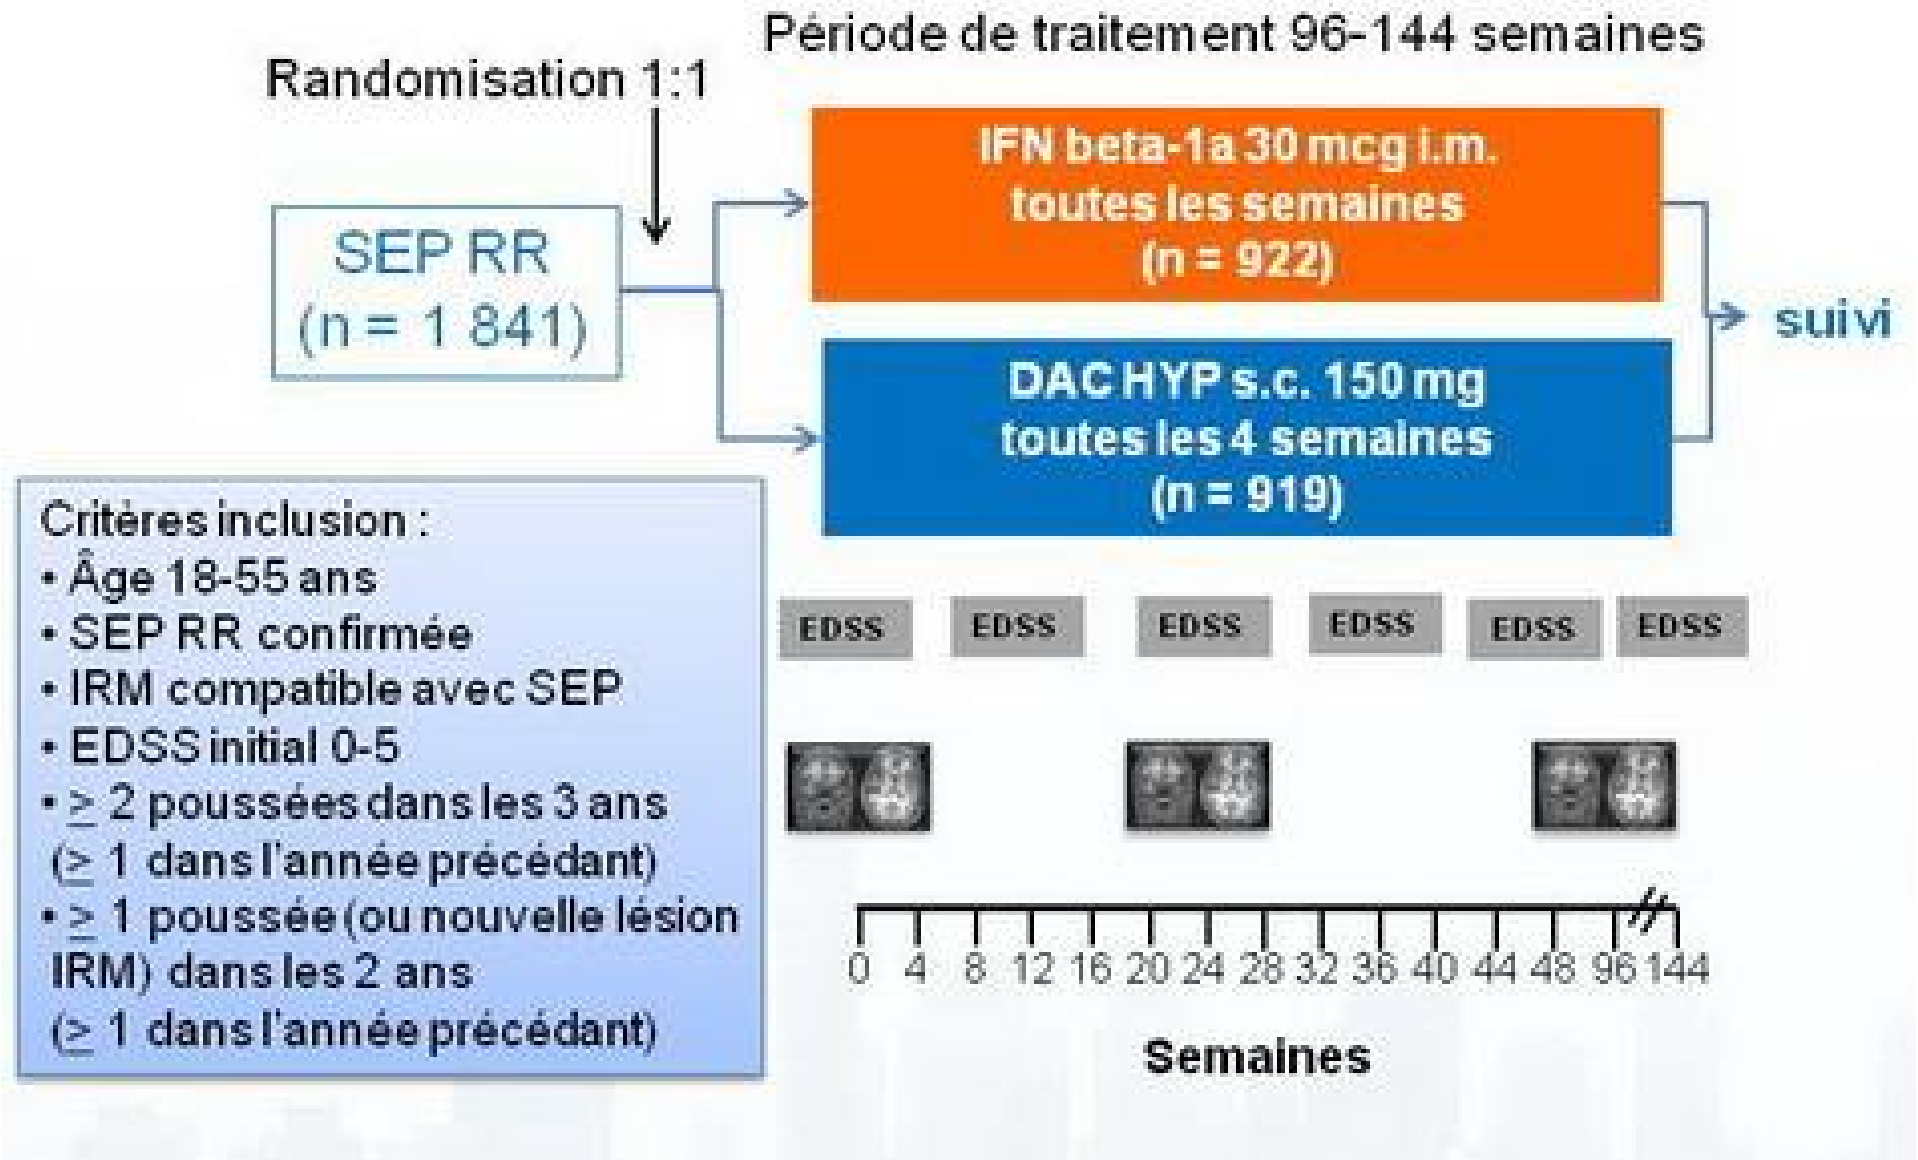 Période de traitement 96-144 semaines
Randomisation 1:1
IFN beta-1a 30 mcg i.m.
toutes les semaines
(n = 922)
SEP RR
(n = 1 841)
suivi
DAC HYP s.c. 150 mg
toutes les 4 semaines
(n = 919)
Critères inclusion :
• Âge 18-55 ans
• SEP RR confirmée
• IRM compatible avec SEP
• EDSS initial 0-5
• ≥ 2 poussées dans les 3 ans
(≥ 1 dans l'année précédant)
• ≥ 1 poussée (ou nouvelle lésion
IRM) dans les 2 ans
(≥ 1 dans l'année précédant)
EDSS EDSS EDSS EDSS EDSS EDSS
0 4 8 12 16 20 24 28 32 36 40 44 48 96 144
Semaines